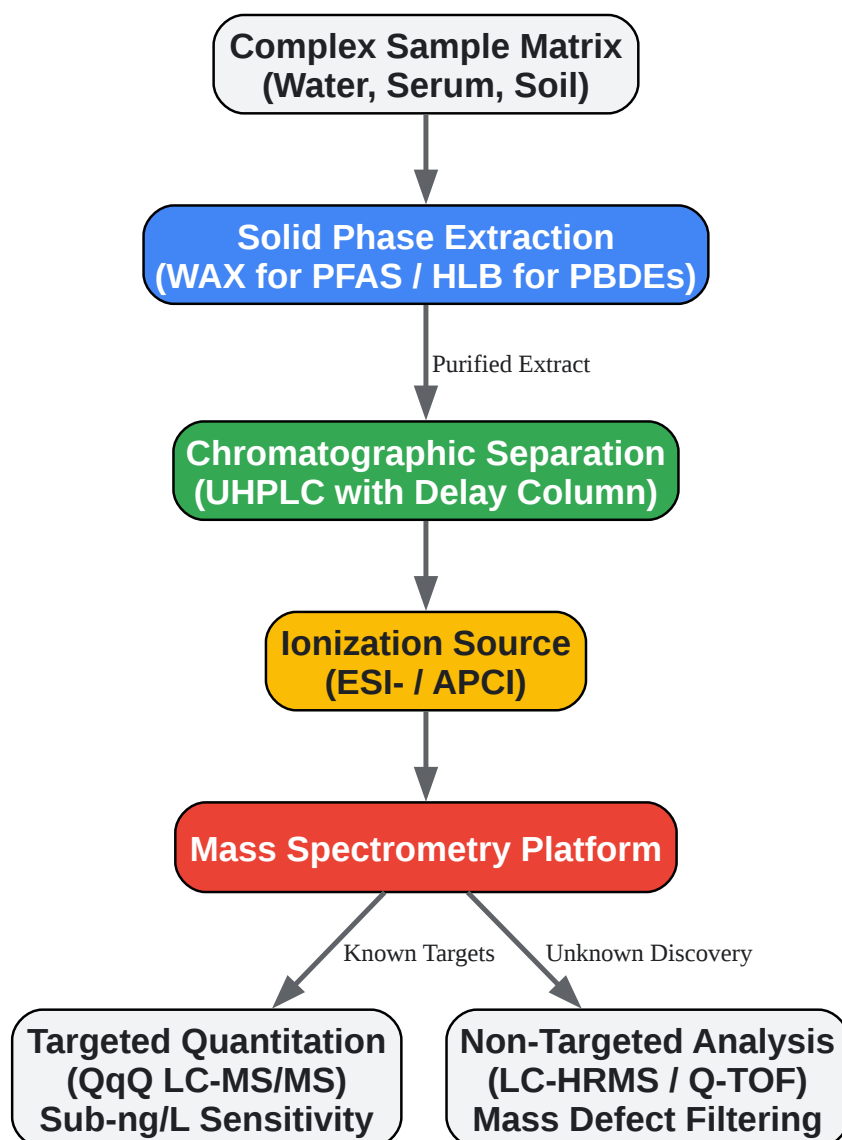 Complex Sample Matrix
(Water, Serum, Soil)
Solid Phase Extraction
(WAX for PFAS / HLB for PBDEs)
Purified Extract
Chromatographic Separation
(UHPLC with Delay Column)
Ionization Source
(ESI- / APCI)
Mass Spectrometry Platform
Known Targets
Unknown Discovery
Targeted Quantitation
(QqQ LC-MS/MS)
Sub-ng/L Sensitivity
Non-Targeted Analysis
(LC-HRMS / Q-TOF)
Mass Defect Filtering